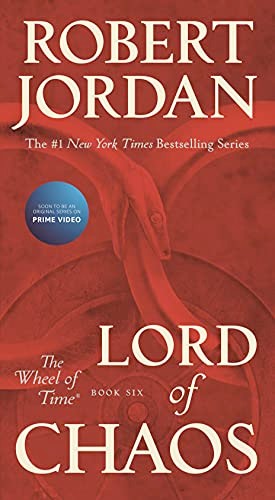 ROBERT
JORDAN
The #1 New York Times Bestselling Series
SOON TO BE AN
ORIGINAL SERIES ON
PRIME VIDEO
LORD
The
Wheel of
Time® BOOK SIX of
CHAOS